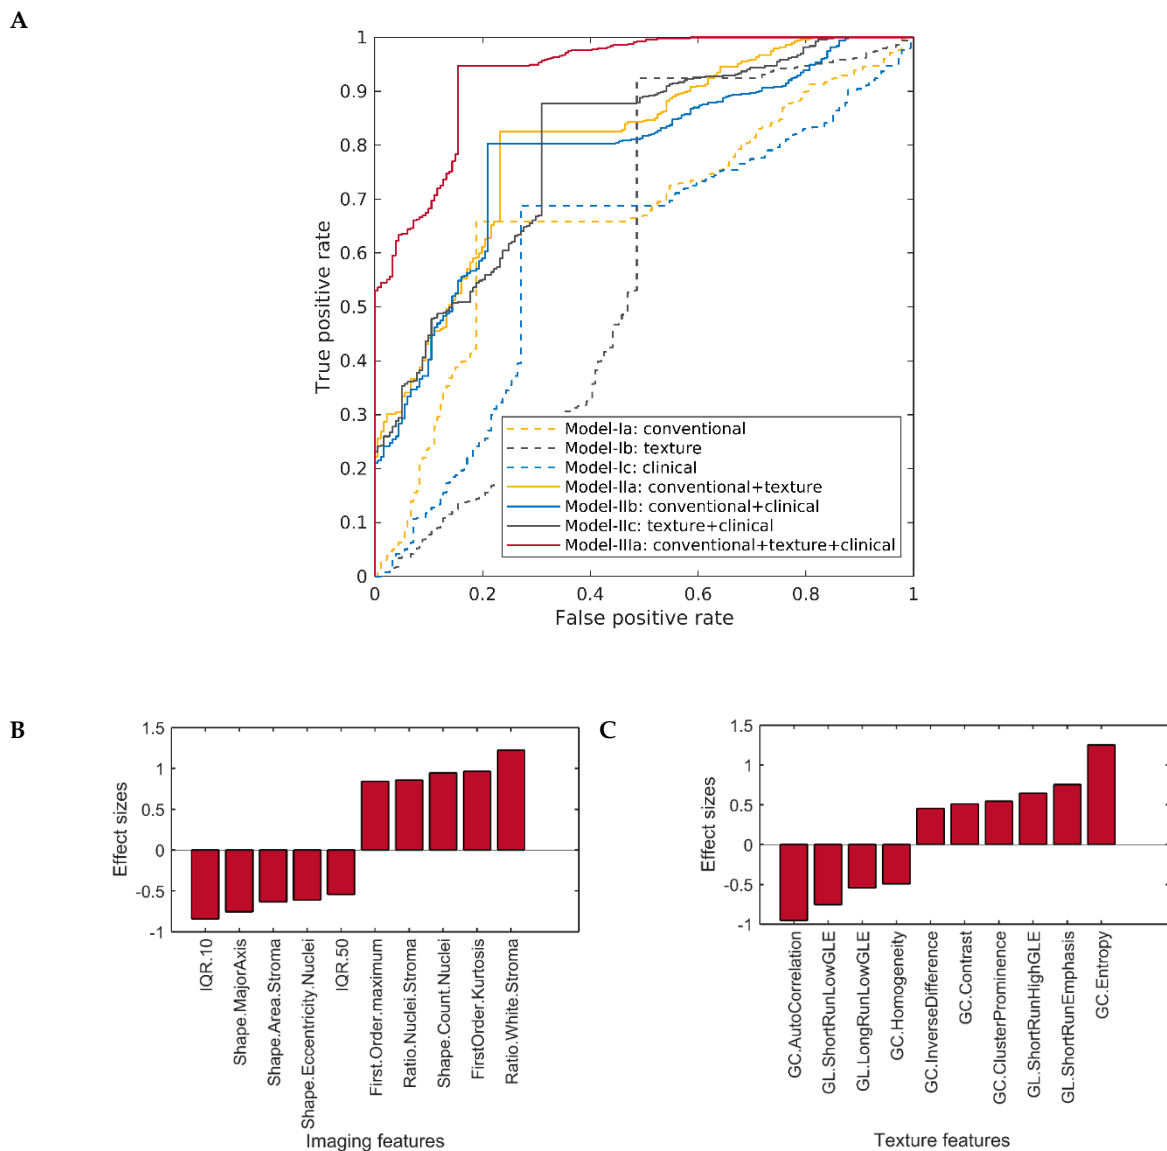 A
1
0.9
0.8
0.7
0.6
0.5
0.4
0.3
0.2
0.1
0
0
0.2
0.4
0.6
0.8
1
True positive rate
False positive rate
Model-Ia: conventional
Model-Ib: texture
Model-Ic: clinical
Model-IIa: conventional+texture
Model-IIb: conventional+clinical
Model-IIc: texture+clinical
Model-IIIa: conventional+texture+clinical
B
1.5
1
0.5
0
-0.5
-1
Effect sizes
IQR.10
Shape.MajorAxis
Shape.Area.Stroma
Shape.Eccentricity.Nuclei
IQR.50
First.Order.maximum
Ratio.Nuclei.Stroma
Shape.Count.Nuclei
FirstOrder.Kurtosis
Ratio.White.Stroma
Imaging features
C
1.5
1
0.5
0
-0.5
-1
Effect sizes
GC.AutoCorrelation
GL.ShortRunLowGLE
GL.LongRunLowGLE
GC.Homogeneity
GC.InverseDifference
GC.Contrast
GC.ClusterProminence
GL.ShortRunHighGLE
GL.ShortRunEmphasis
GC.Entropy
Texture features